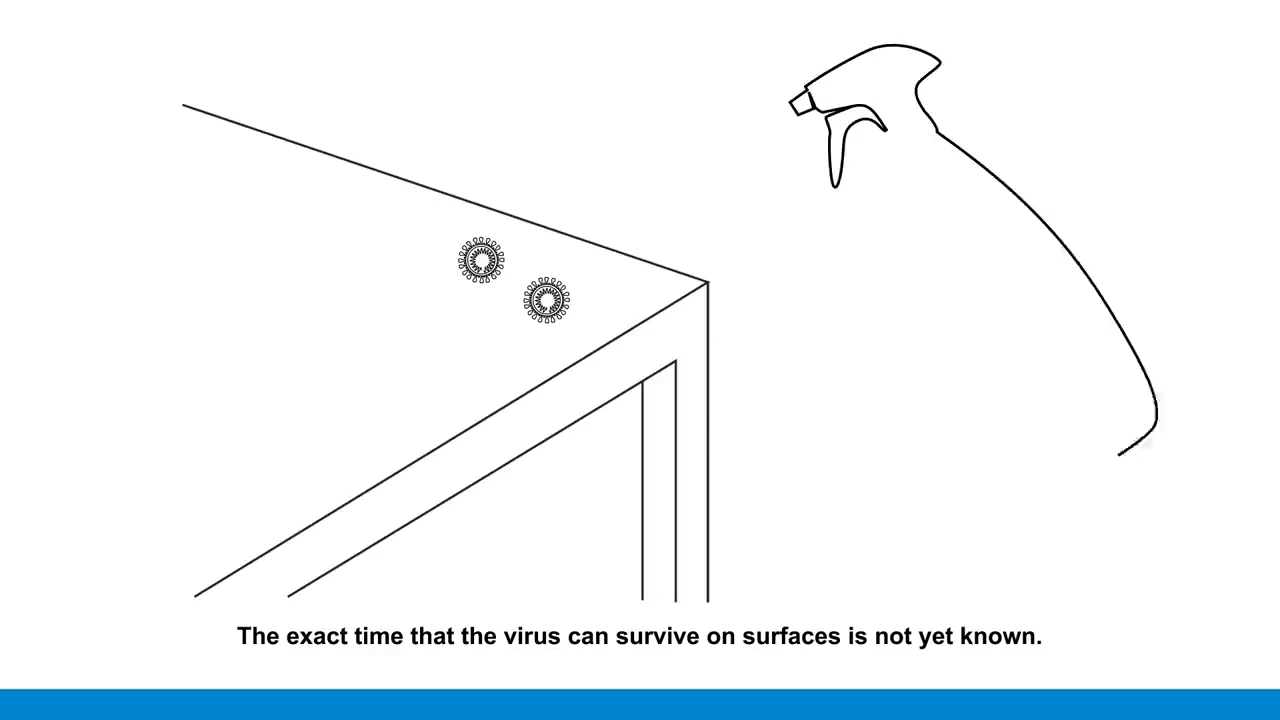 The exact time that the virus can survive on surfaces is not yet known.